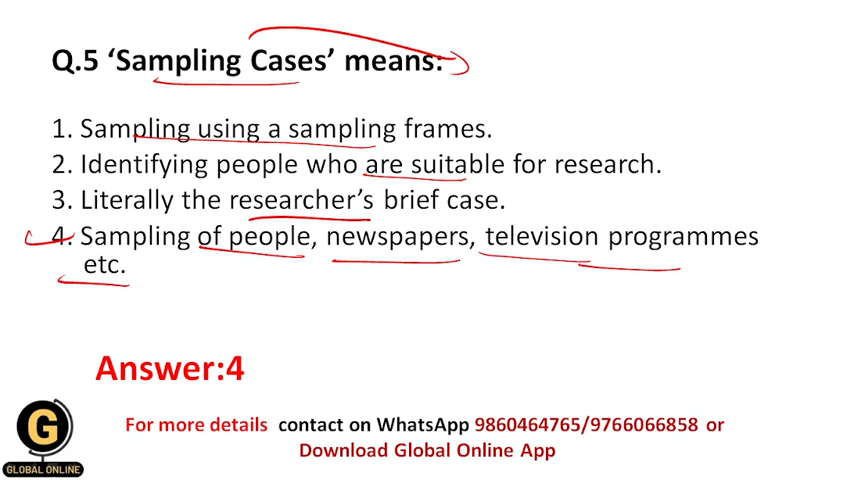 Q.5 ‘Sampling Cases’ means:
1. Sampling using a sampling frames.
2. Identifying people who are suitable for research.
3. Literally the researcher’s brief case.
4. Sampling of people, newspapers, television programmes
etc.
Answer:4
For more details contact on WhatsApp 9860464765/9766066858 or
Download Global Online App
G
GLOBAL ONLINE